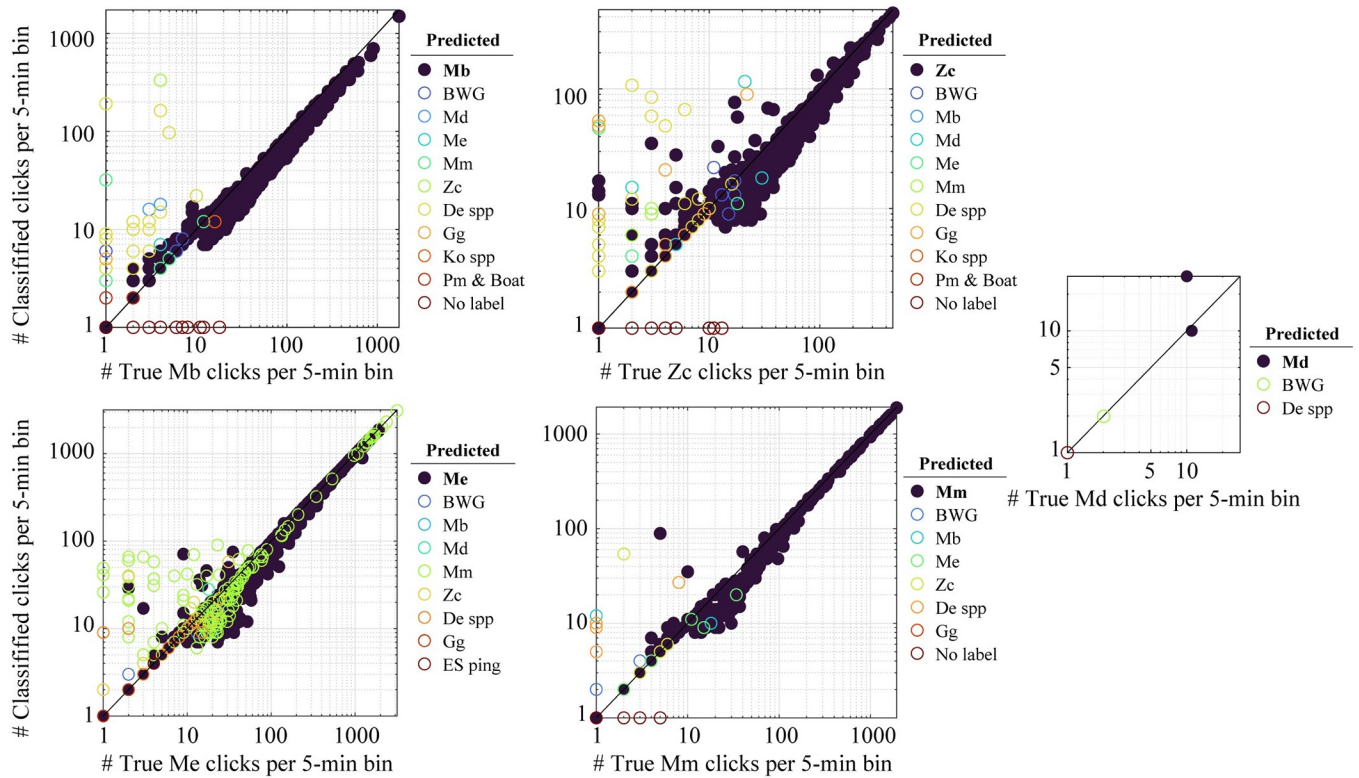 # Classifified clicks per 5-min bin
1000
100
10
1
1
10
100
1000
# True Mb clicks per 5-min bin
Predicted
Mb
BWG
Md
Me
Mm
Zc
De spp
Gg
Ko spp
Pm & Boat
No label
100
10
1
1
10
100
# True Zc clicks per 5-min bin
Predicted
Zc
BWG
Mb
Md
Me
Mm
De spp
Gg
Ko spp
Pm & Boat
No label
10
5
1
1
5
10
# True Md clicks per 5-min bin
Predicted
Md
BWG
De spp
# Classifified clicks per 5-min bin
1000
100
10
1
1
10
100
1000
# True Me clicks per 5-min bin
Predicted
Me
BWG
Mb
Md
Mm
Zc
De spp
Gg
ES ping
1000
100
10
1
1
10
100
1000
# True Mm clicks per 5-min bin
Predicted
Mm
BWG
Mb
Me
Zc
De spp
Gg
No label